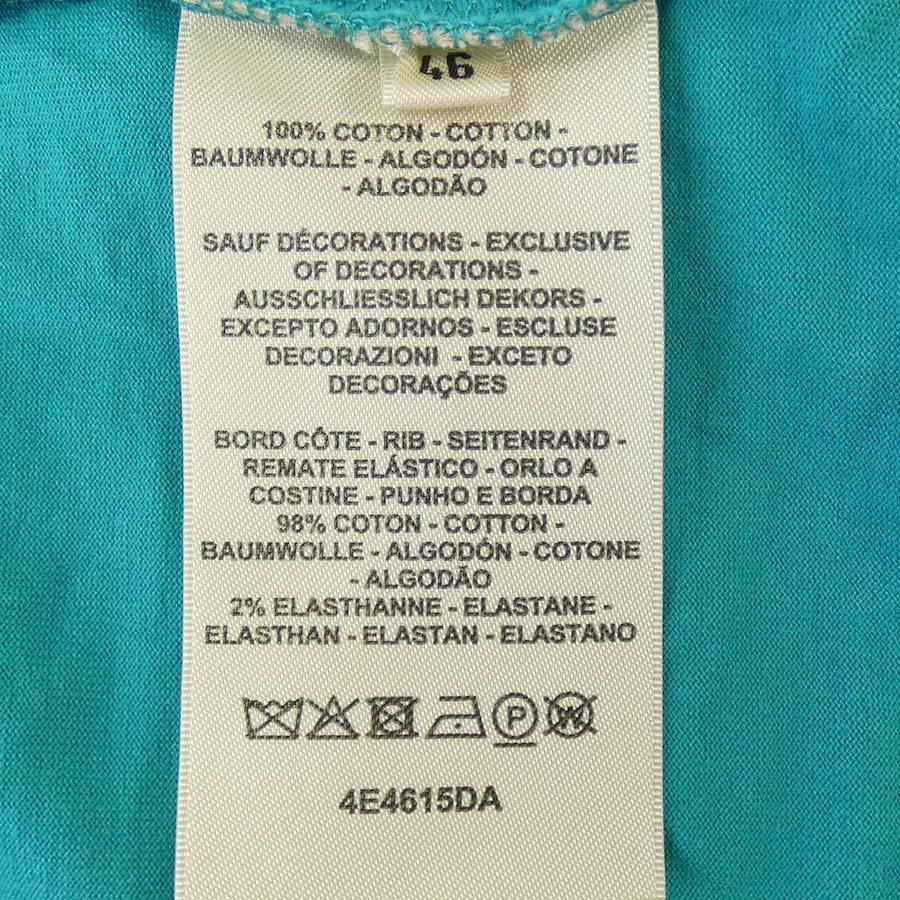 46
100% COTON - COTTON -
BAUMWOLLE - ALGODÓN - COTONE
- ALGODÃO
SAUF DÉCORATIONS - EXCLUSIVE
OF DECORATIONS -
AUSSCHLIESSLICH DEKORS -
EXCEPTO ADORNOS - ESCLUSE
DECORAZIONI - EXCETO
DECORAÇÕES
BORD CÔTE - RIB - SEITENRAND -
REMATE ELÁSTICO - ORLO A
COSTINE - PUNHO E BORDA
98% COTON - COTTON -
BAUMWOLLE - ALGODÓN - COTONE
- ALGODÃO
2% ELASTHANNE - ELASTANE -
ELASTHAN - ELASTAN - ELASTANO
P W
4E4615DA